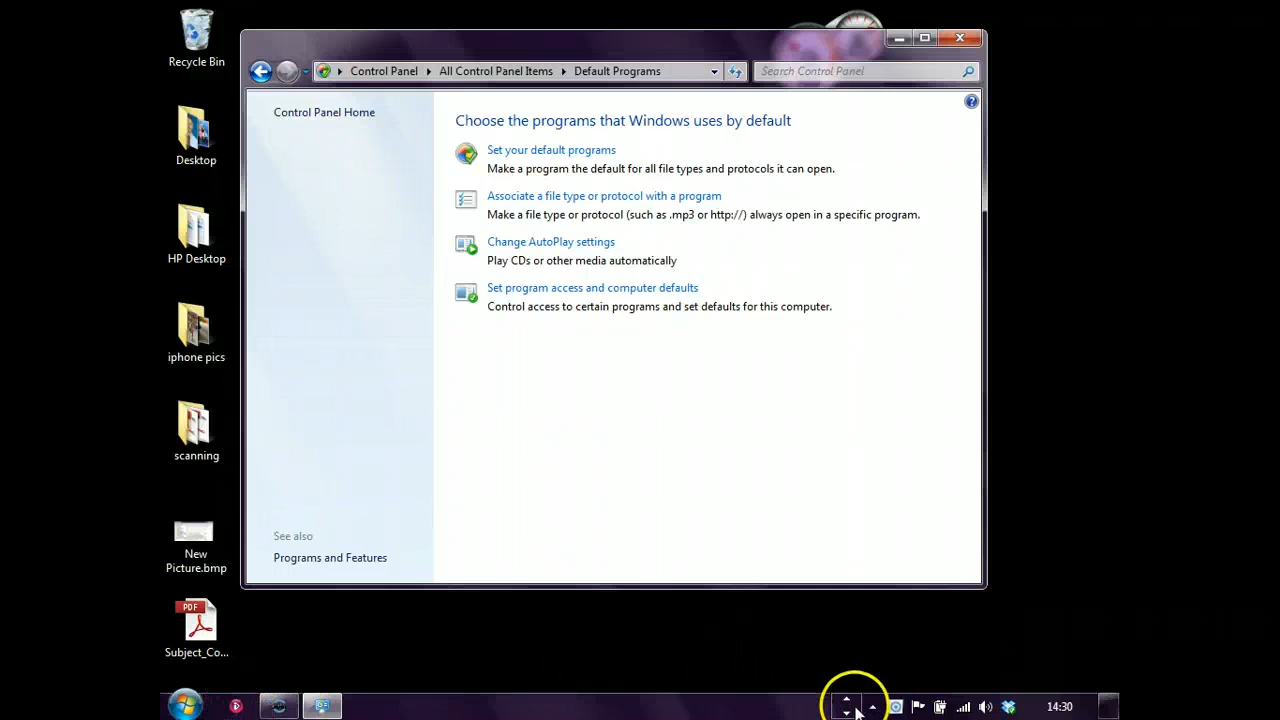 Recycle Bin
Desktop
HP Desktop
iphone pics
scanning
New
Picture.bmp
PDF
Subject_Co...
Control Panel
All Control Panel Items
Default Programs
Search Control Panel
Control Panel Home
Choose the programs that Windows uses by default
Set your default programs
Make a program the default for all file types and protocols it can open.
Associate a file type or protocol with a program
Make a file type or protocol (such as .mp3 or http://) always open in a specific program.
Change AutoPlay settings
Play CDs or other media automatically
Set program access and computer defaults
Control access to certain programs and set defaults for this computer.
See also
Programs and Features
14:30